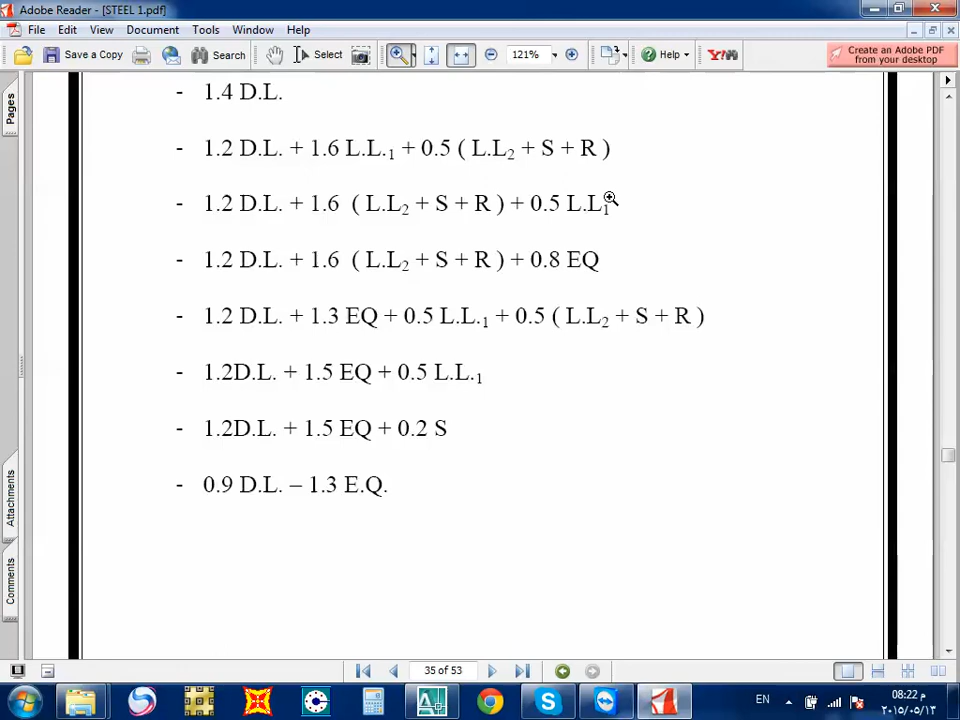 Adobe Reader - [STEEL 1.pdf]
File Edit View Document Tools Window Help
Save a Copy Search Select 121% Help Y! Create an Adobe PDF from your desktop
Pages
Attachments
Comments
- 1.4 D.L.
- 1.2 D.L. + 1.6 L.L.₁ + 0.5 ( L.L₂ + S + R )
- 1.2 D.L. + 1.6 ( L.L₂ + S + R ) + 0.5 L.L₁
- 1.2 D.L. + 1.6 ( L.L₂ + S + R ) + 0.8 EQ
- 1.2 D.L. + 1.3 EQ + 0.5 L.L.₁ + 0.5 ( L.L₂ + S + R )
- 1.2D.L. + 1.5 EQ + 0.5 L.L.₁
- 1.2D.L. + 1.5 EQ + 0.2 S
- 0.9 D.L. – 1.3 E.Q.
35 of 53
EN
08:22 م
٢٠١٥/٠٥/١٣